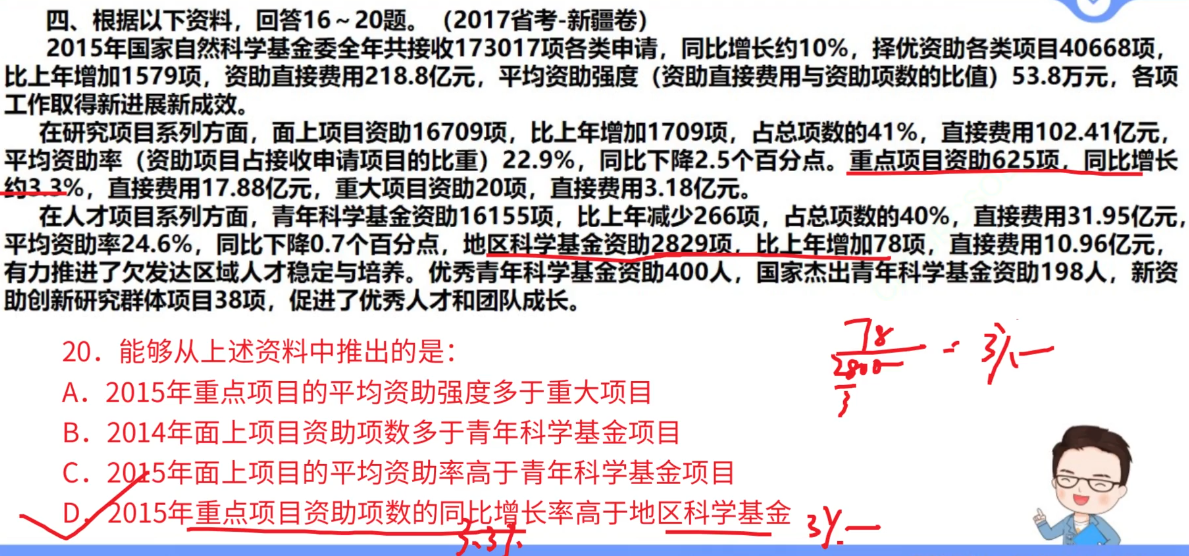 四、根据以下资料，回答16～20题。（2017省考-新疆卷）
2015年国家自然科学基金委全年共接收173017项各类申请，同比增长约10%，择优资助各类项目40668项，
比上年增加1579项，资助直接费用218.8亿元，平均资助强度（资助直接费用与资助项数的比值）53.8万元，各项
工作取得新进展新成效。
在研究项目系列方面，面上项目资助16709项，比上年增加1709项，占总项数的41%，直接费用102.41亿元，
平均资助率（资助项目占接收申请项目的比重）22.9%，同比下降2.5个百分点。重点项目资助625项，同比增长
约3.3%，直接费用17.88亿元，重大项目资助20项，直接费用3.18亿元。
在人才项目系列方面，青年科学基金资助16155项，比上年减少266项，占总项数的40%，直接费用31.95亿元，
平均资助率24.6%，同比下降0.7个百分点，地区科学基金资助2829项，比上年增加78项，直接费用10.96亿元，
有力推进了欠发达区域人才稳定与培养。优秀青年科学基金资助400人，国家杰出青年科学基金资助198人，新资
助创新研究群体项目38项，促进了优秀人才和团队成长。
20．能够从上述资料中推出的是：
A．2015年重点项目的平均资助强度多于重大项目
B．2014年面上项目资助项数多于青年科学基金项目
C．2015年面上项目的平均资助率高于青年科学基金项目
D．2015年重点项目资助项数的同比增长率高于地区科学基金
78
2800
3
= 3%-
3.3%
3%-